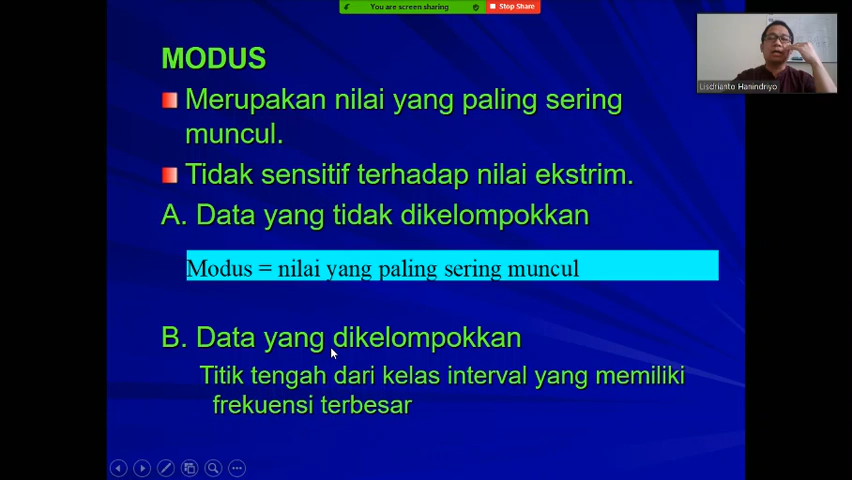 You are screen sharing
Stop Share
MODUS
Merupakan nilai yang paling sering
muncul.
Tidak sensitif terhadap nilai ekstrim.
A. Data yang tidak dikelompokkan
Modus = nilai yang paling sering muncul
B. Data yang dikelompokkan
Titik tengah dari kelas interval yang memiliki
frekuensi terbesar
Lisdrianto Hanindriyo